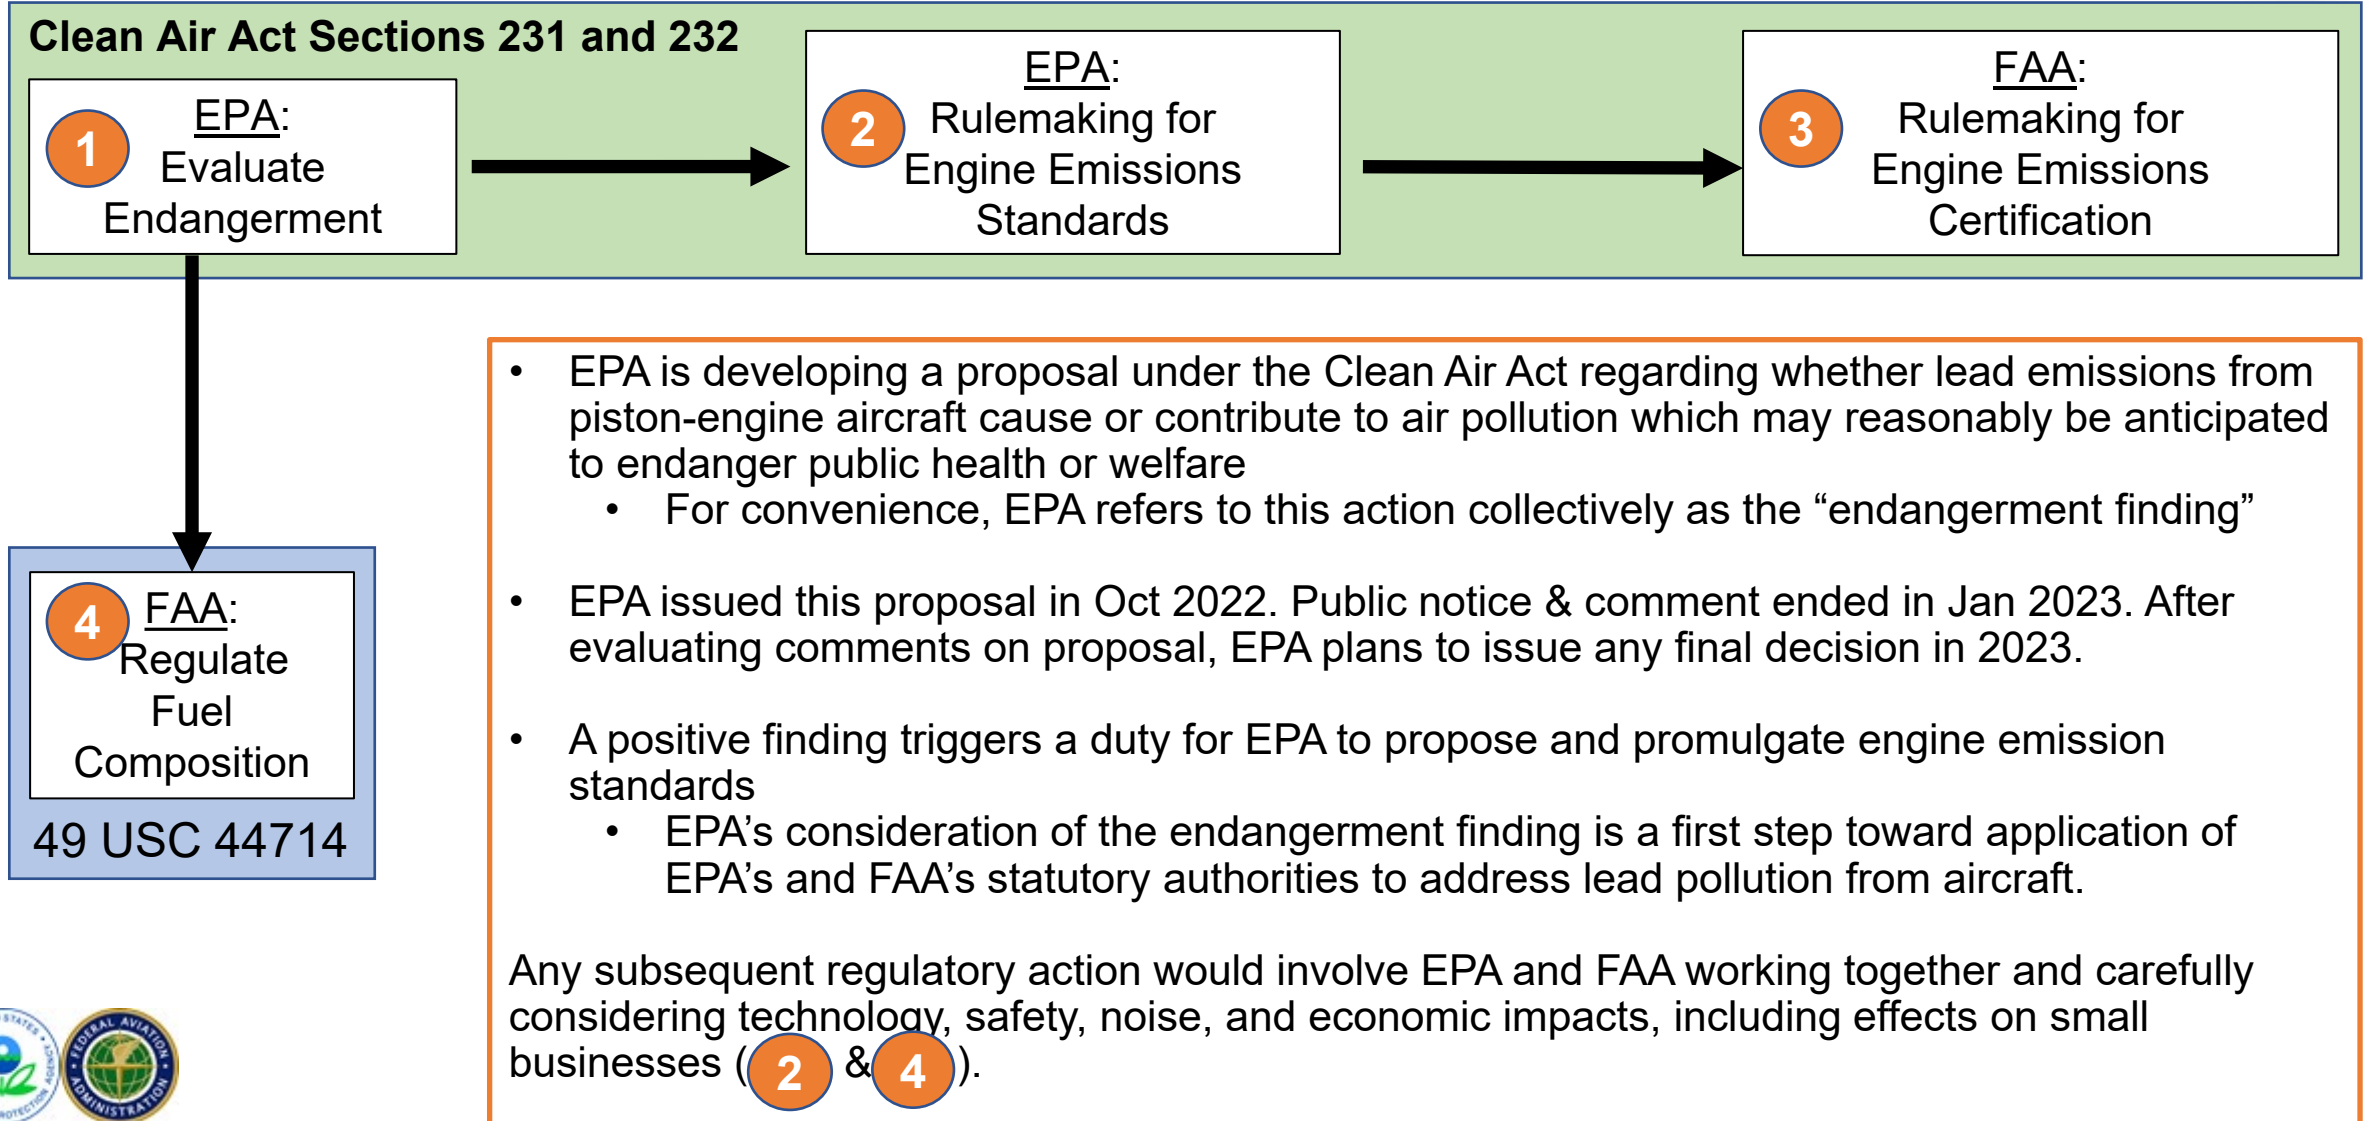 Clean Air Act Sections 231 and 232
1
EPA:
Evaluate
Endangerment
2
EPA:
Rulemaking for
Engine Emissions
Standards
3
FAA:
Rulemaking for
Engine Emissions
Certification
4
FAA:
Regulate
Fuel
Composition
49 USC 44714
• EPA is developing a proposal under the Clean Air Act regarding whether lead emissions from
piston-engine aircraft cause or contribute to air pollution which may reasonably be anticipated
to endanger public health or welfare
• For convenience, EPA refers to this action collectively as the “endangerment finding”
• EPA issued this proposal in Oct 2022. Public notice & comment ended in Jan 2023. After
evaluating comments on proposal, EPA plans to issue any final decision in 2023.
• A positive finding triggers a duty for EPA to propose and promulgate engine emission
standards
• EPA’s consideration of the endangerment finding is a first step toward application of
EPA’s and FAA’s statutory authorities to address lead pollution from aircraft.
Any subsequent regulatory action would involve EPA and FAA working together and carefully
considering technology, safety, noise, and economic impacts, including effects on small
businesses (2 & 4).
FEDERAL AVIATION
ADMINISTRATION